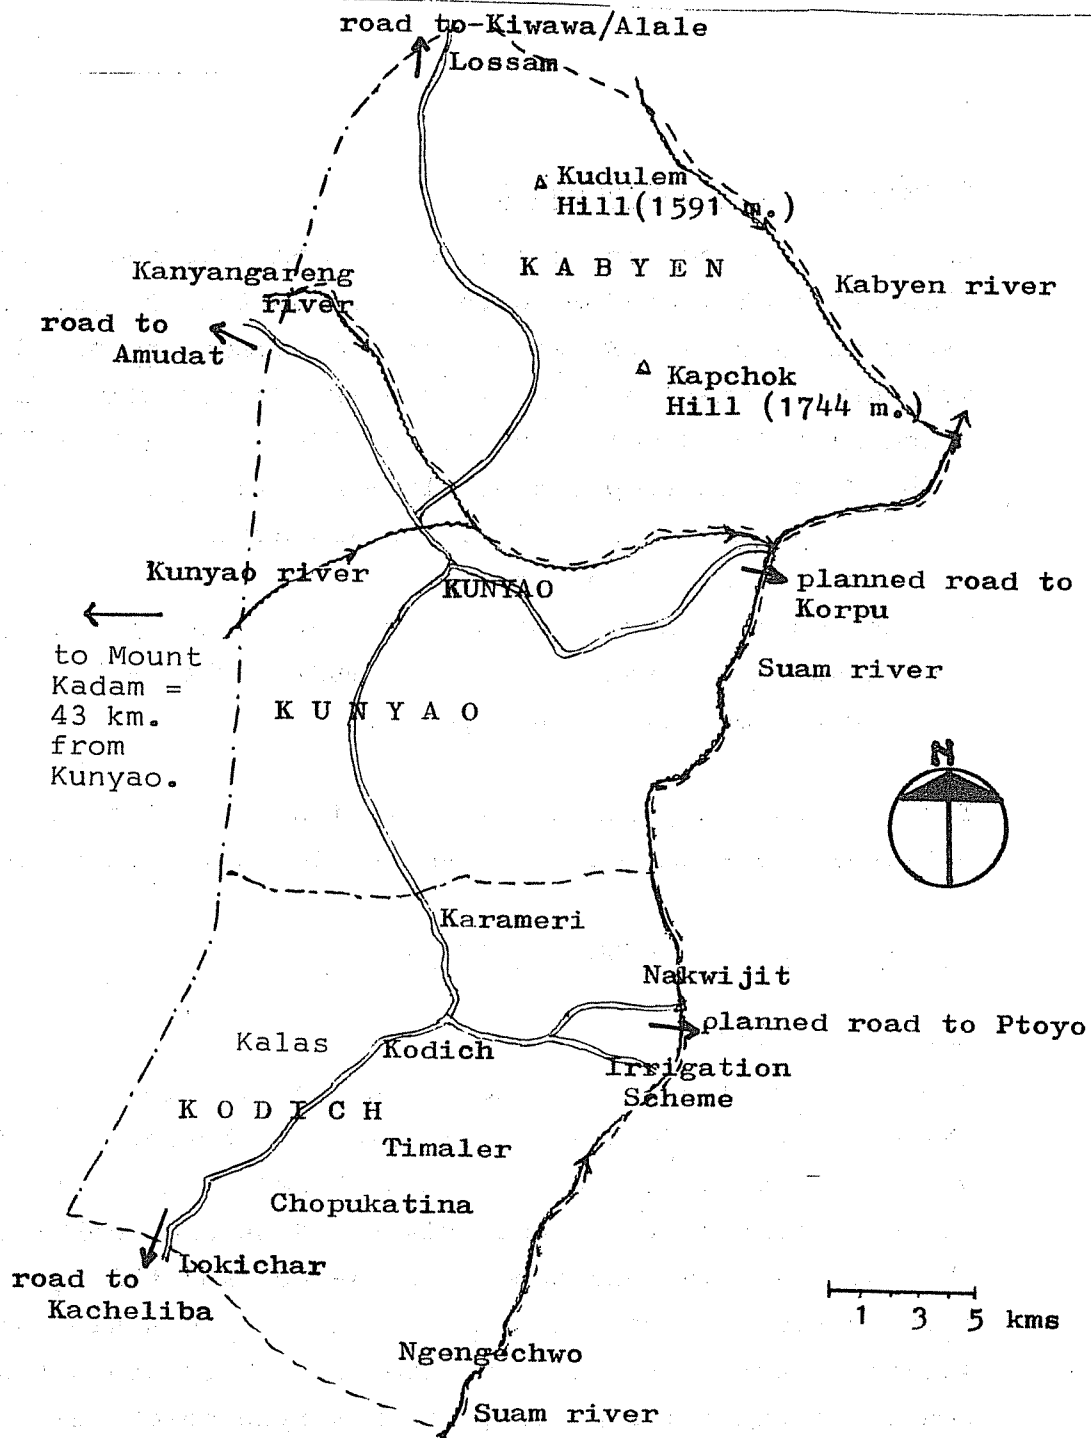 road to-Kiwawa/Alale
Lossam
Kudulem
Hill(1591 m.)
K A B Y E N
Kanyangareng
river
Kabyen river
road to
Amudat
Kapchok
Hill (1744 m.)
Kunyao river
KUNYAO
planned road to
Korpu
to Mount
Kadam =
43 km.
from
Kunyao.
Suam river
K U N Y A O
N
Karameri
Nakwijit
planned road to Ptoyo
Kalas
Kodich
Irrigation
Scheme
K O D I C H
Timaler
Chopukatina
Lokichar
road to
Kacheliba
1 3 5 kms
Ngengechwo
Suam river